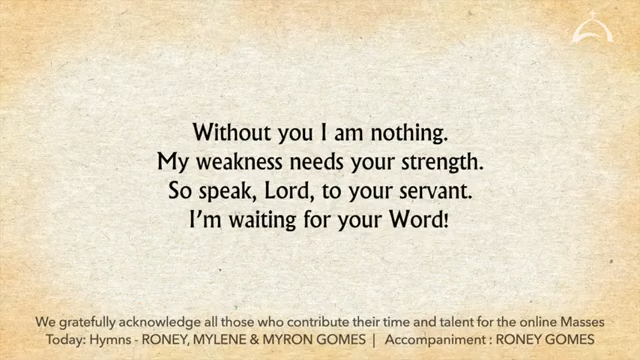 Without you I am nothing.
My weakness needs your strength.
So speak, Lord, to your servant.
I'm waiting for your Word!
We gratefully acknowledge all those who contribute their time and talent for the online Masses
Today: Hymns - RONEY, MYLENE & MYRON GOMES | Accompaniment : RONEY GOMES